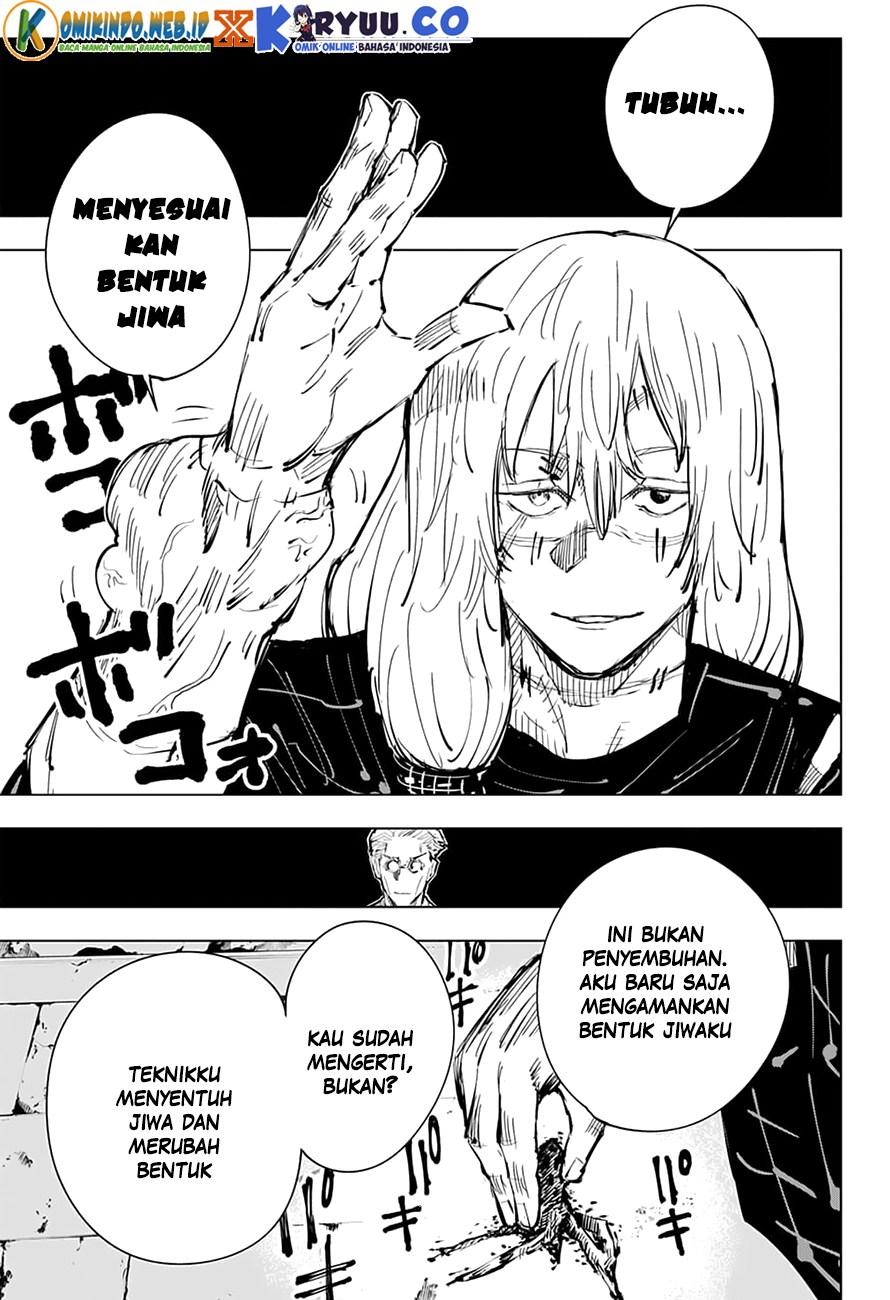 KOMIKINDO.WEB.ID X KIRYUU.CO
BACA MANGA ONLINE BAHASA INDONESIA
KOMIK ONLINE BAHASA INDONESIA
TUBUH...
MENYESUAI
KAN
BENTUK
JIWA
ボコ
ボコォ
INI BUKAN
PENYEMBUHAN.
AKU BARU SAJA
MENGAMANKAN
BENTUK JIWAKU
KAU SUDAH
MENGERTI,
BUKAN?
TEKNIKKU
MENYENTUH
JIWA DAN
MERUBAH
BENTUK
パキ
パキ
パキ
パキ